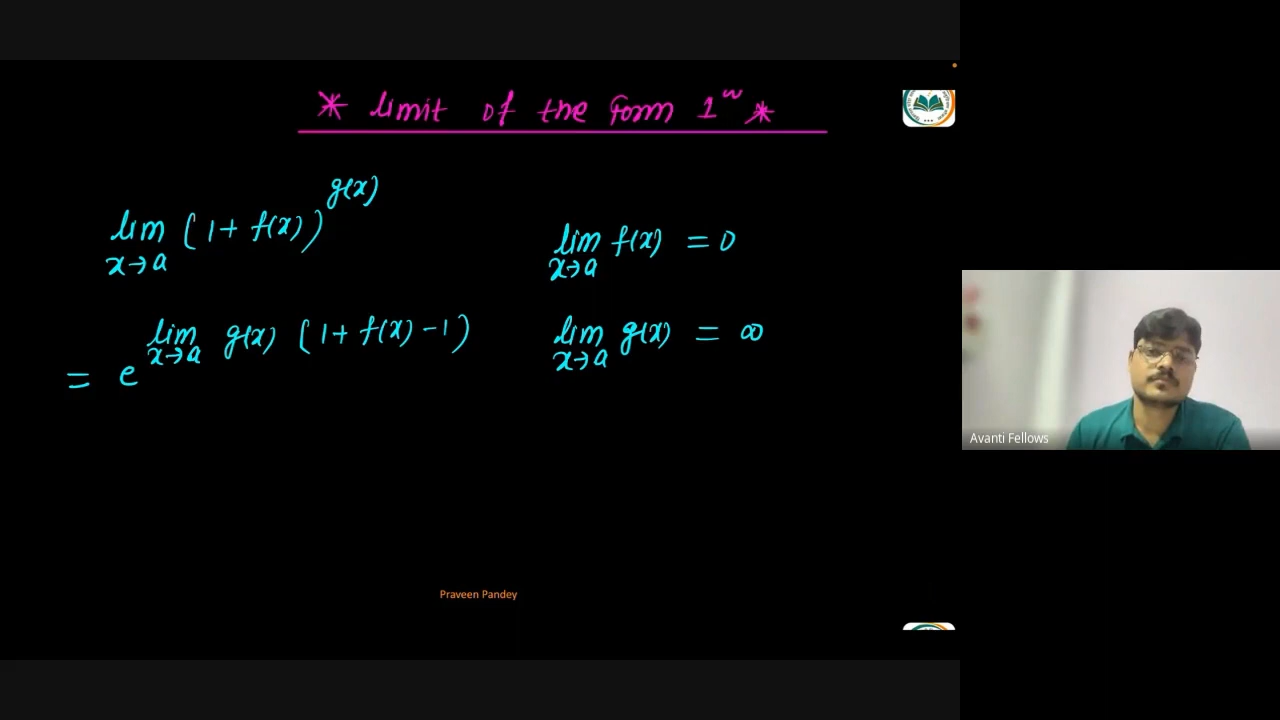 * limit of the form 1^∞ *
lim (1 + f(x))^g(x)
x→a
lim f(x) = 0
x→a
= e^lim g(x) (1 + f(x) - 1)
x→a
lim g(x) = ∞
x→a
Avanti Fellows
Praveen Pandey